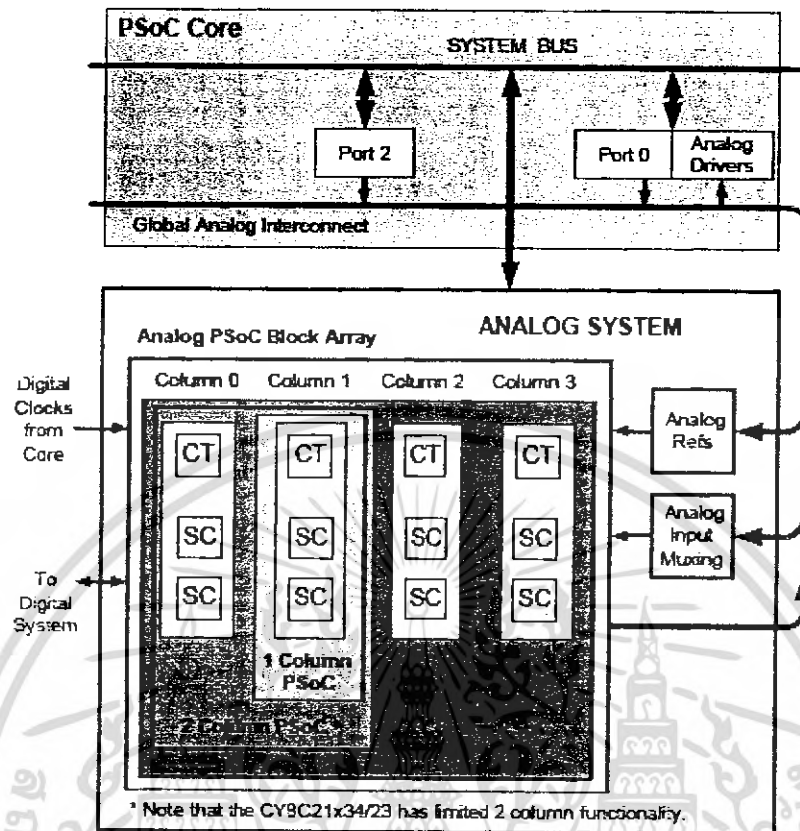 PSoC Core
SYSTEM BUS
Port 2
Port 0
Analog
Drivers
Global Analog Interconnect
ANALOG SYSTEM
Analog PSoC Block Array
Column 0 Column 1 Column 2 Column 3
Digital
Clocks
from
Core
CT CT CT CT
Analog
Refs
SC SC SC SC
Analog
Input
Muxing
SC SC SC SC
To
Digital
System
1 Column
PSoC
2 Column PSoC
* Note that the CY8C21x34/23 has limited 2 column functionality.